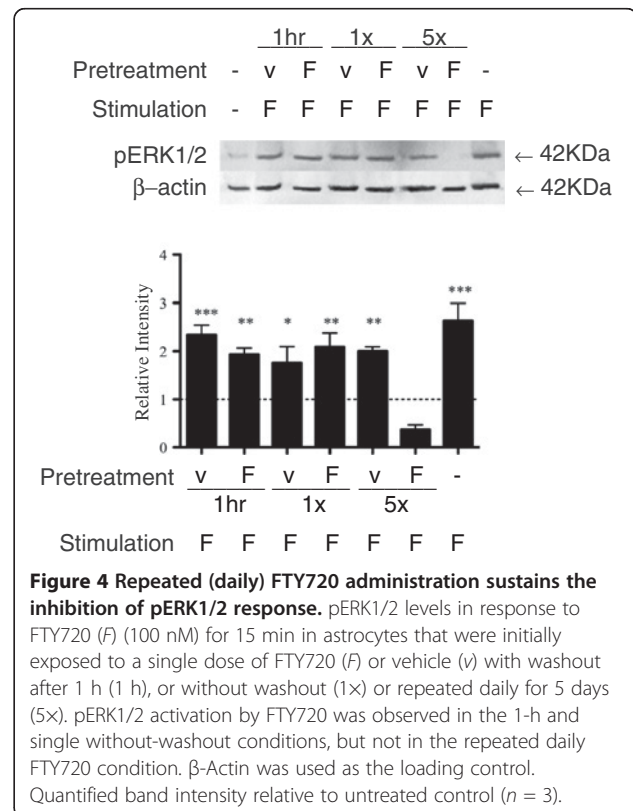 1hr 1x 5x
Pretreatment - v F v F v F -
Stimulation - F F F F F F F
pERK1/2 ← 42KDa
β–actin ← 42KDa
4
3
2
1
0
Relative Intensity
*** ** * ** ** ***
Pretreatment v F v F v F -
1hr 1x 5x
Stimulation F F F F F F F
Figure 4 Repeated (daily) FTY720 administration sustains the
inhibition of pERK1/2 response. pERK1/2 levels in response to
FTY720 (F) (100 nM) for 15 min in astrocytes that were initially
exposed to a single dose of FTY720 (F) or vehicle (v) with washout
after 1 h (1 h), or without washout (1×) or repeated daily for 5 days
(5×). pERK1/2 activation by FTY720 was observed in the 1-h and
single without-washout conditions, but not in the repeated daily
FTY720 condition. β-Actin was used as the loading control.
Quantified band intensity relative to untreated control (n = 3).